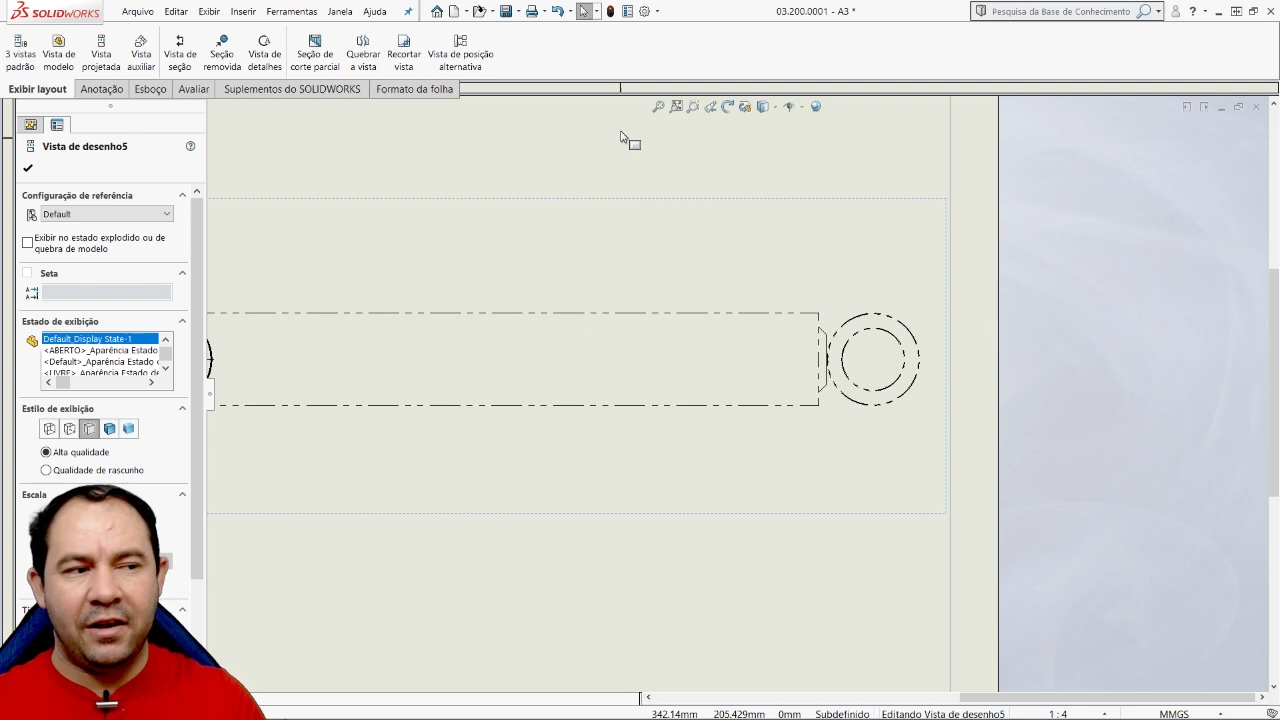 SOLIDWORKS
Arquivo Editar Exibir Inserir Ferramentas Janela Ajuda
03.200.0001 - A3 *
Pesquisa da Base de Conhecimento
3 vistas padrão
Vista de modelo
Vista projetada
Vista auxiliar
Vista de seção
Seção removida
Vista de detalhes
Seção de corte parcial
Quebrar a vista
Recortar vista
Vista de posição alternativa
Exibir layout Anotação Esboço Avaliar Suplementos do SOLIDWORKS Formato da folha
Vista de desenho5
Configuração de referência
Default
Exibir no estado explodido ou de
quebra de modelo
Seta
Estado de exibição
Default_Display State-1
<ABERTO>_Aparência Estado
<Default>_Aparência Estado
<LIVRE>_Aparência Estado de
Estilo de exibição
Alta qualidade
Qualidade de rascunho
Escala
342.14mm 205.429mm 0mm Subdefinido Editando Vista de desenho5 1 : 4 MMGS